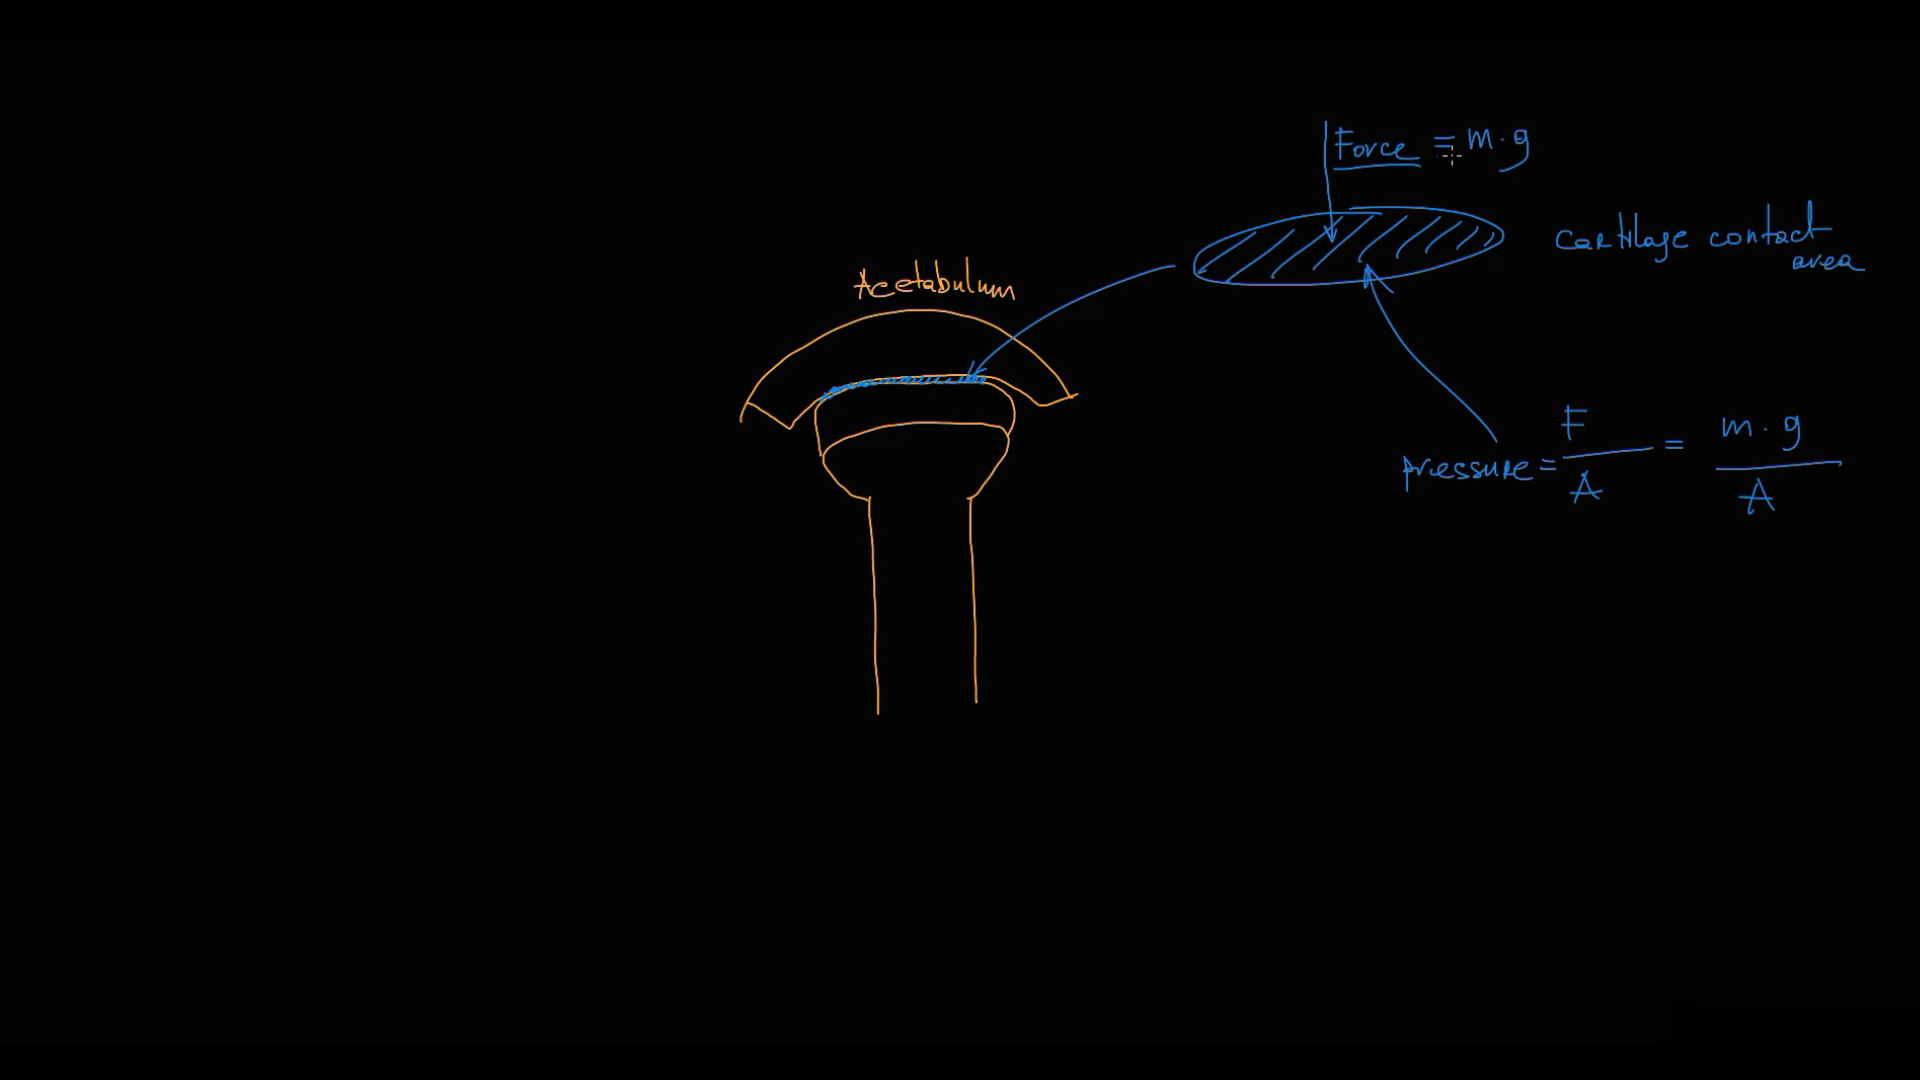 Force = m.g
cartilage contact
area
Acetabulum
pressure = F/A = m.g/A